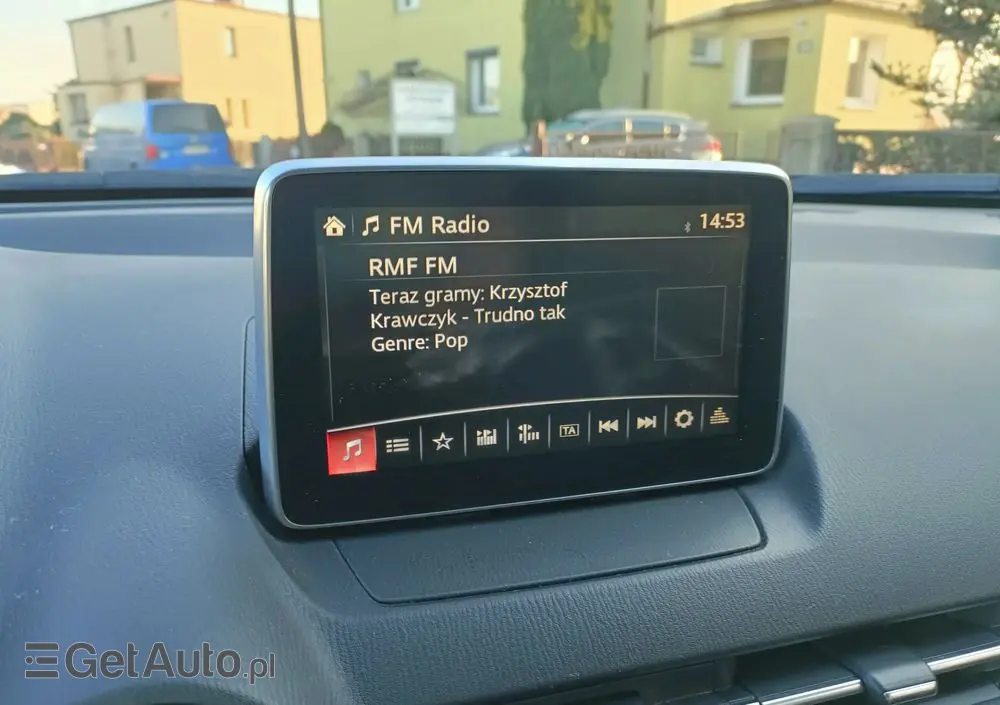 FM Radio
14:53
RMF FM
Teraz gramy: Krzysztof
Krawczyk - Trudno tak
Genre: Pop
TA
GetAuto.pl